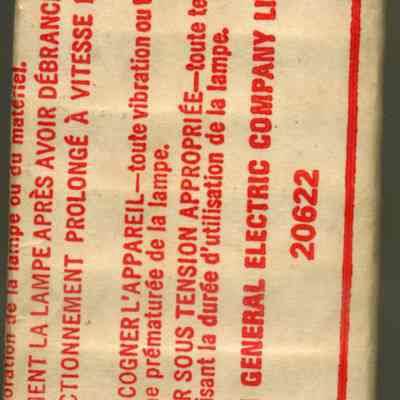 oration de la lampe ou du matériel.
MENT LA LAMPE APRÈS AVOIR DÉBRANC
CTIONNEMENT PROLONGÉ À VITESSE
COGNER L'APPAREIL—toute vibration ou
e prématurée de la lampe.
R SOUS TENSION APPROPRIÉE—toute te
isant la durée d'utilisation de la lampe.
GENERAL ELECTRIC COMPANY LI
20622